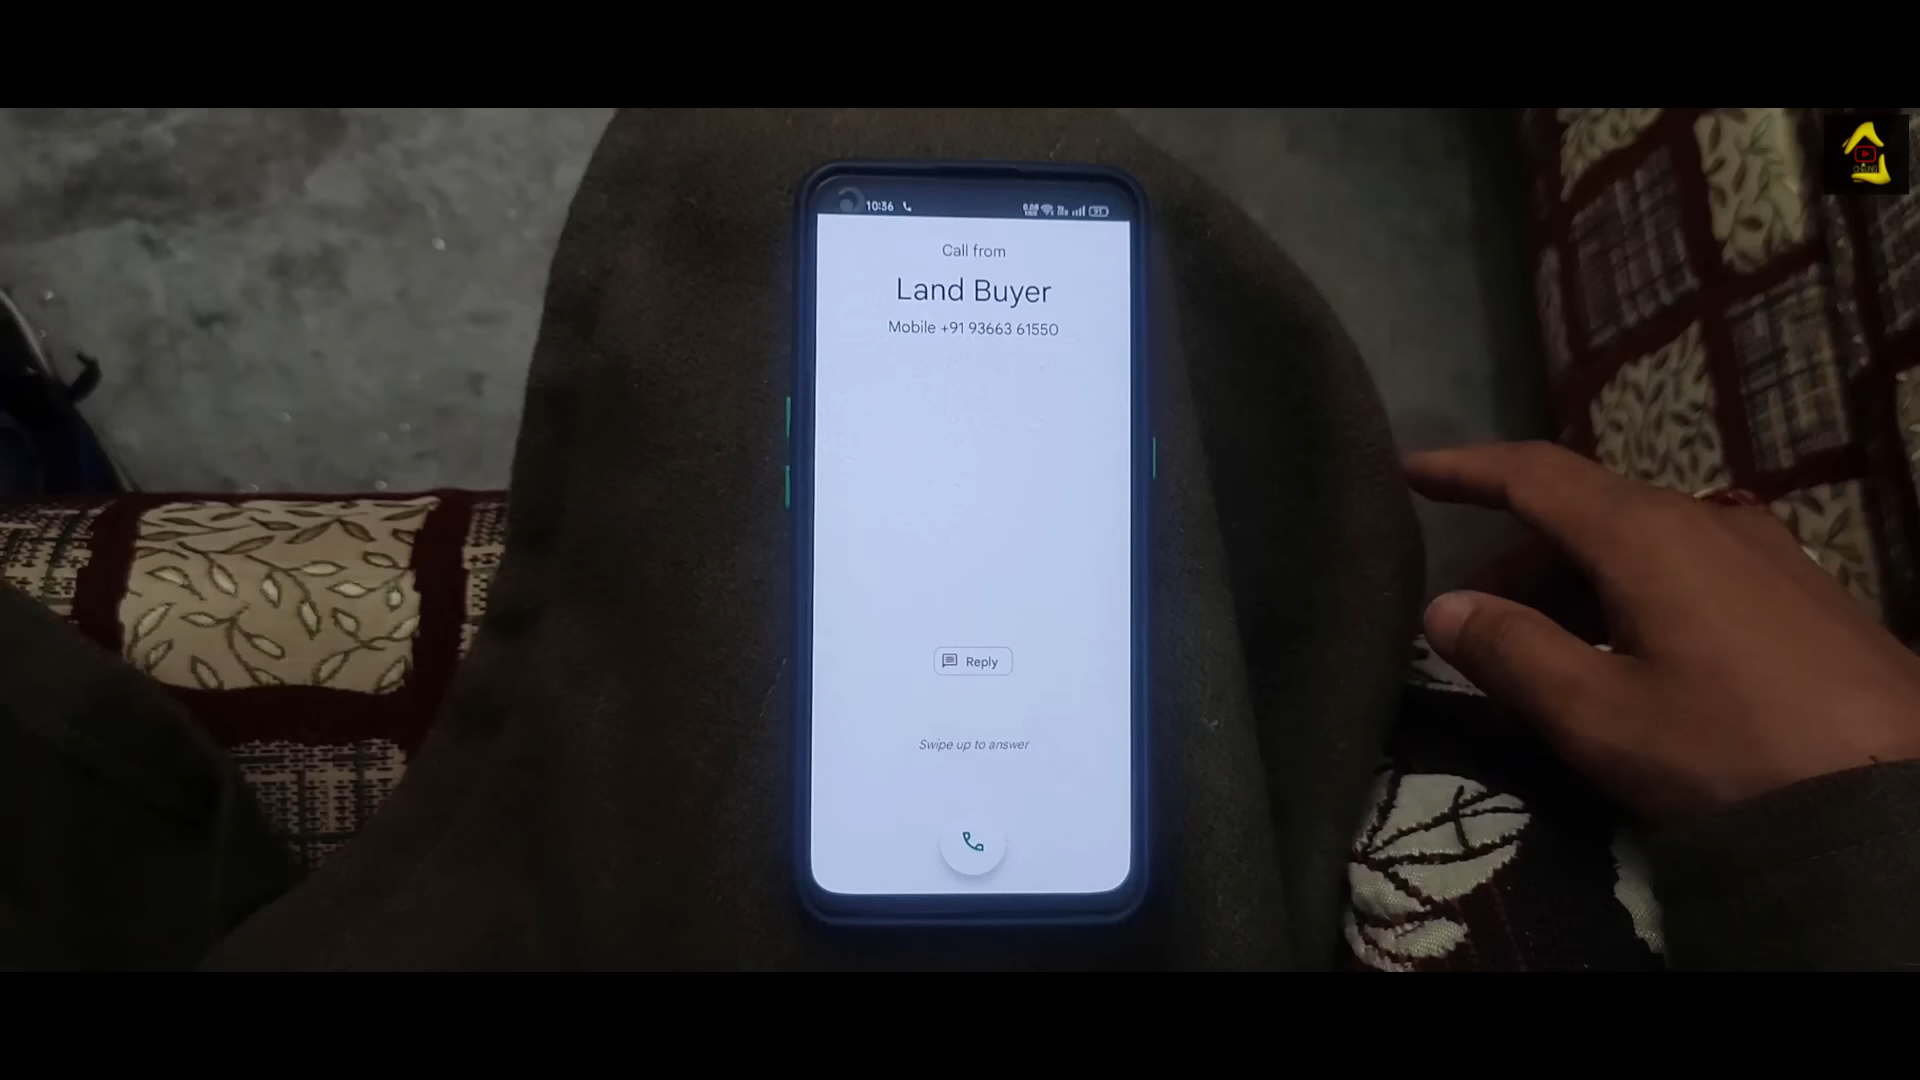 10:36
Call from
Land Buyer
Mobile +91 93663 61550
Reply
Swipe up to answer